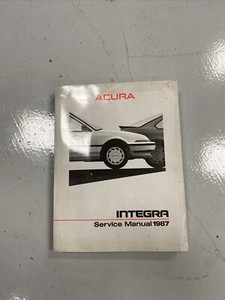 ACURA
INTEGRA
Service Manual 1987